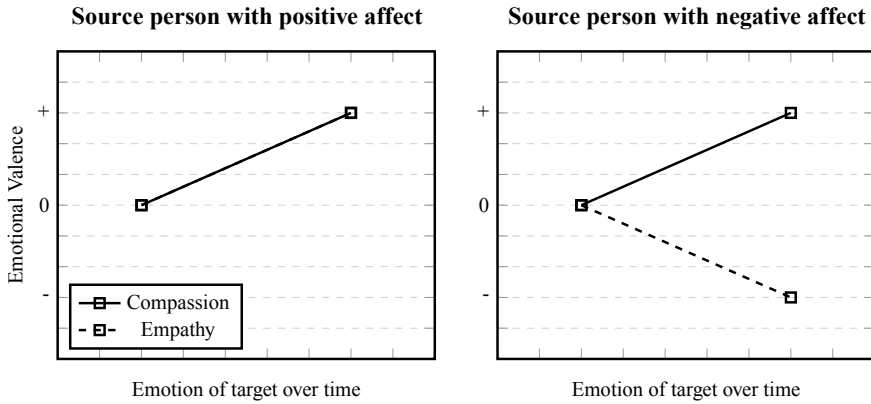 Source person with positive affect
Source person with negative affect
Emotional Valence
+
0
-
Compassion
Empathy
Emotion of target over time
+
0
-
Emotion of target over time